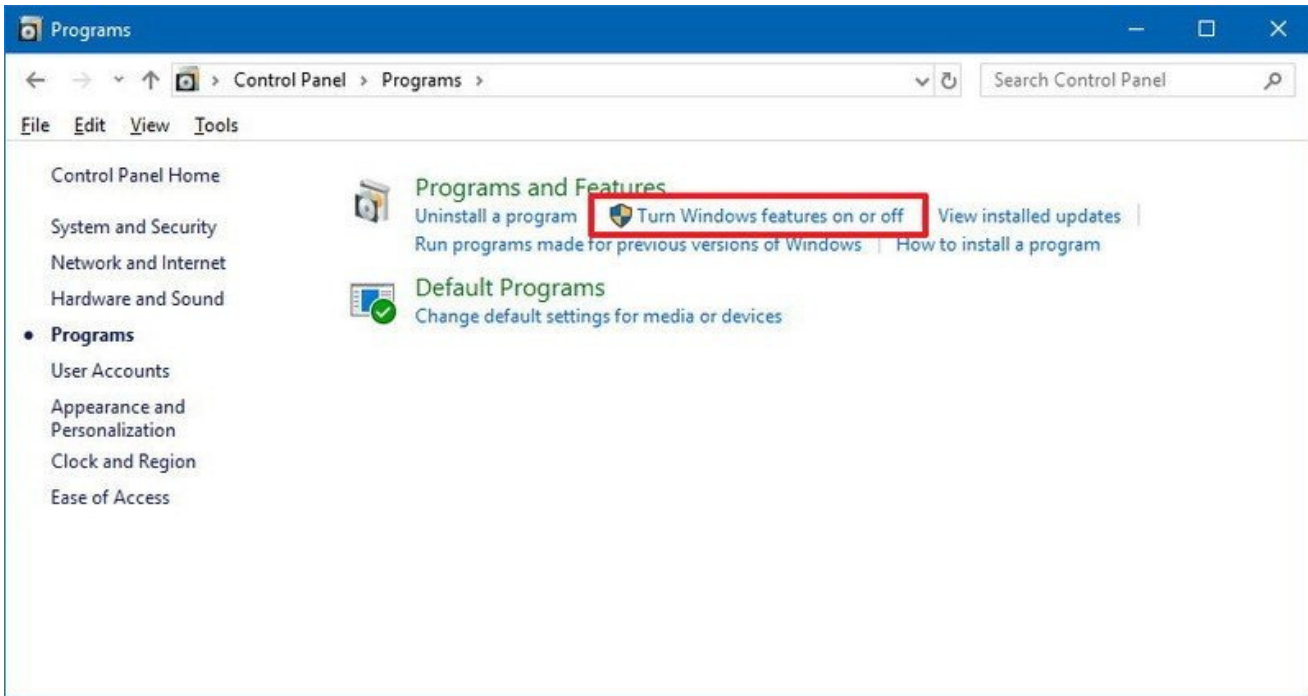 Programs
Control Panel > Programs >
Search Control Panel
File Edit View Tools
Control Panel Home
System and Security
Network and Internet
Hardware and Sound
Programs
User Accounts
Appearance and
Personalization
Clock and Region
Ease of Access
Programs and Features
Uninstall a program Turn Windows features on or off View installed updates
Run programs made for previous versions of Windows How to install a program
Default Programs
Change default settings for media or devices